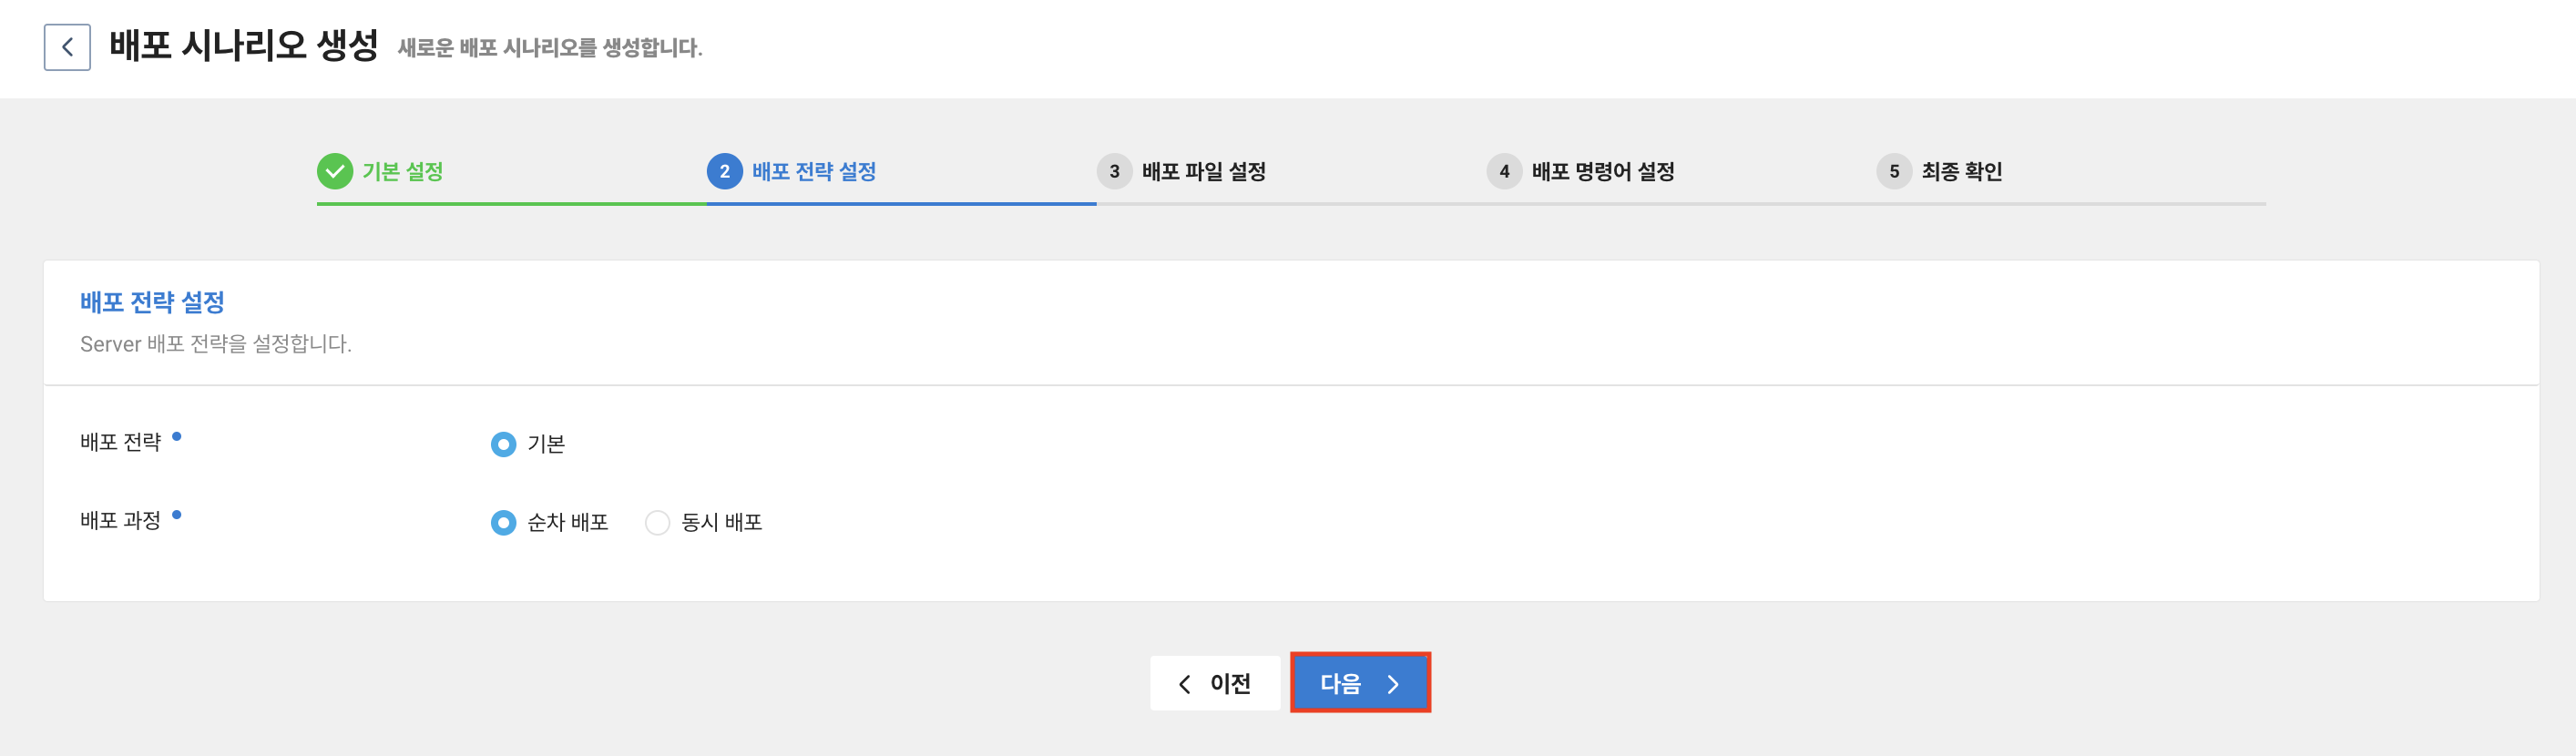 배포 시나리오 생성 새로운 배포 시나리오를 생성합니다.
기본 설정 2 배포 전략 설정 3 배포 파일 설정 4 배포 명령어 설정 5 최종 확인
배포 전략 설정
Server 배포 전략을 설정합니다.
배포 전략 기본
배포 과정 순차 배포 동시 배포
이전 다음